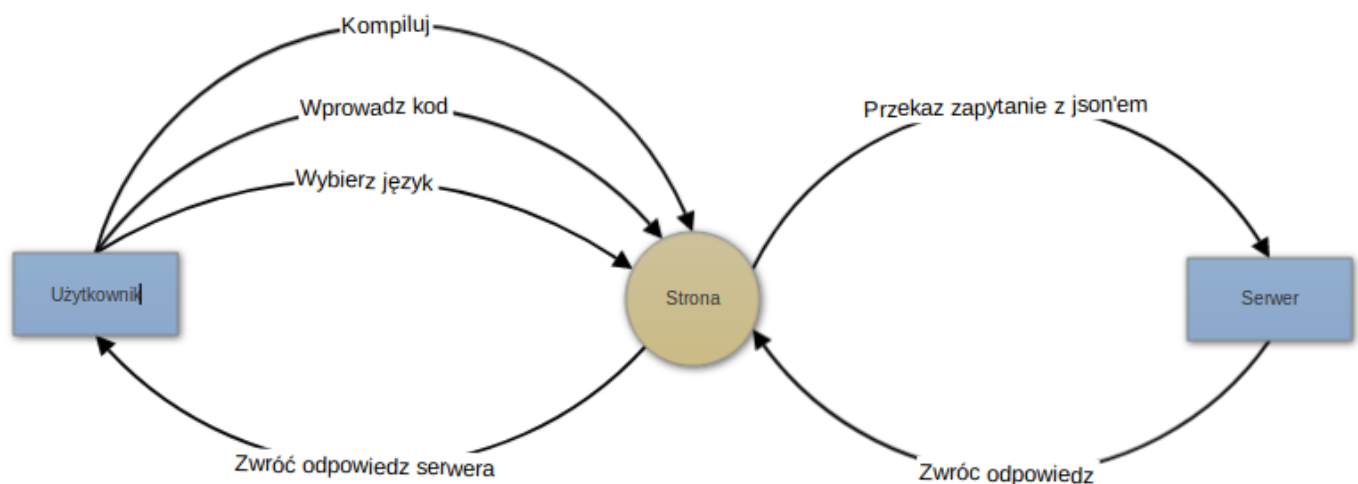 Kompiluj
Wprowadz kod
Przekaz zapytanie z json'em
Wybierz język
Użytkownik
Strona
Serwer
Zwróć odpowiedz serwera
Zwróc odpowiedz